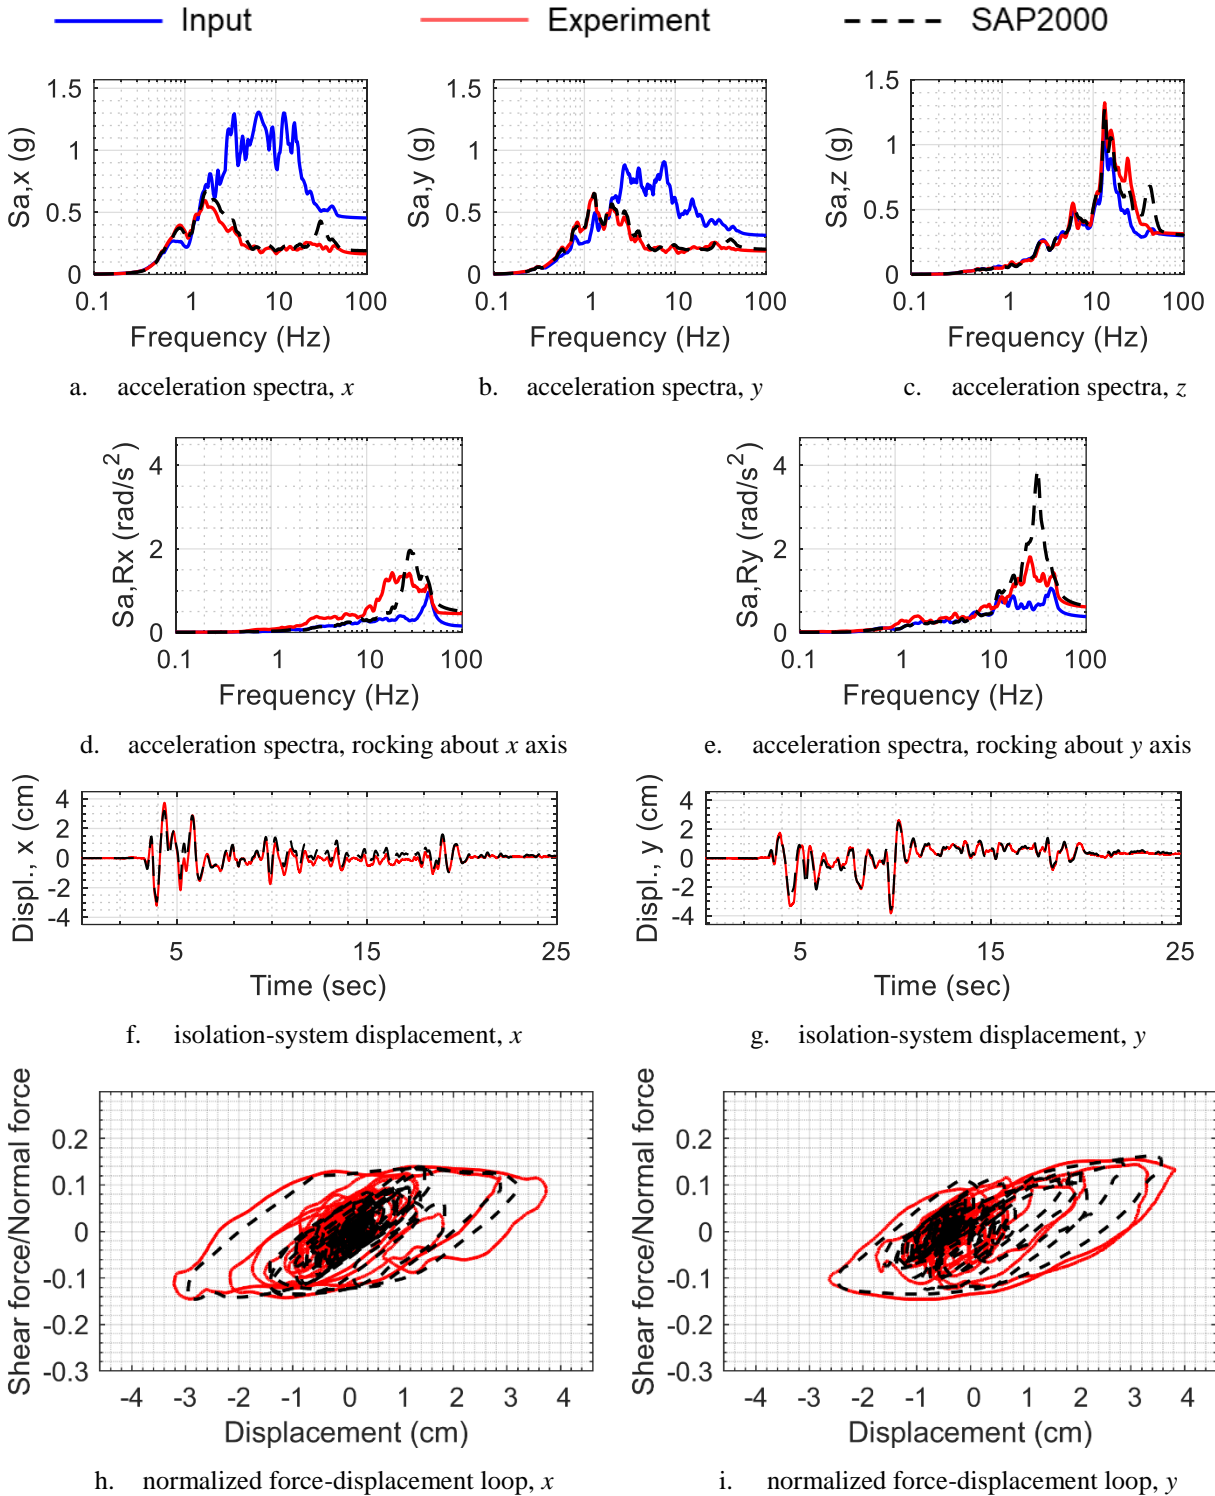 Input Experiment SAP2000
1.5 1 0.5 0
Sa,x (g)
0.1 1 10 100
Frequency (Hz)
a. acceleration spectra, x
1.5 1 0.5 0
Sa,y (g)
0.1 1 10 100
Frequency (Hz)
b. acceleration spectra, y
1.5 1 0.5 0
Sa,z (g)
0.1 1 10 100
Frequency (Hz)
c. acceleration spectra, z
4 2 0
Sa,Rx (rad/s²)
0.1 1 10 100
Frequency (Hz)
d. acceleration spectra, rocking about x axis
4 2 0
Sa,Ry (rad/s²)
0.1 1 10 100
Frequency (Hz)
e. acceleration spectra, rocking about y axis
4 2 0 -2 -4
Displ., x (cm)
5 15 25
Time (sec)
f. isolation-system displacement, x
4 2 0 -2 -4
Displ., y (cm)
5 15 25
Time (sec)
g. isolation-system displacement, y
0.2 0.1 0 -0.1 -0.2 -0.3
Shear force/Normal force
-4 -3 -2 -1 0 1 2 3 4
Displacement (cm)
h. normalized force-displacement loop, x
0.2 0.1 0 -0.1 -0.2 -0.3
Shear force/Normal force
-4 -3 -2 -1 0 1 2 3 4
Displacement (cm)
i. normalized force-displacement loop, y